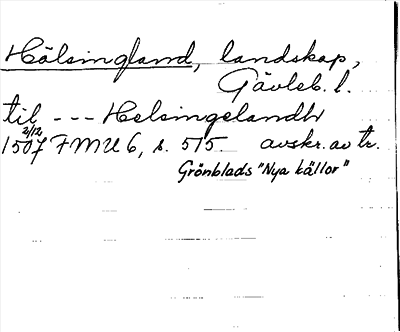 Hälsingland, landskap,
Gävleb. l.
til --- Helsingelandh
2/12
1507 FMU 6, s. 515. avskr. av tr.
Grönblads "Nya källor"